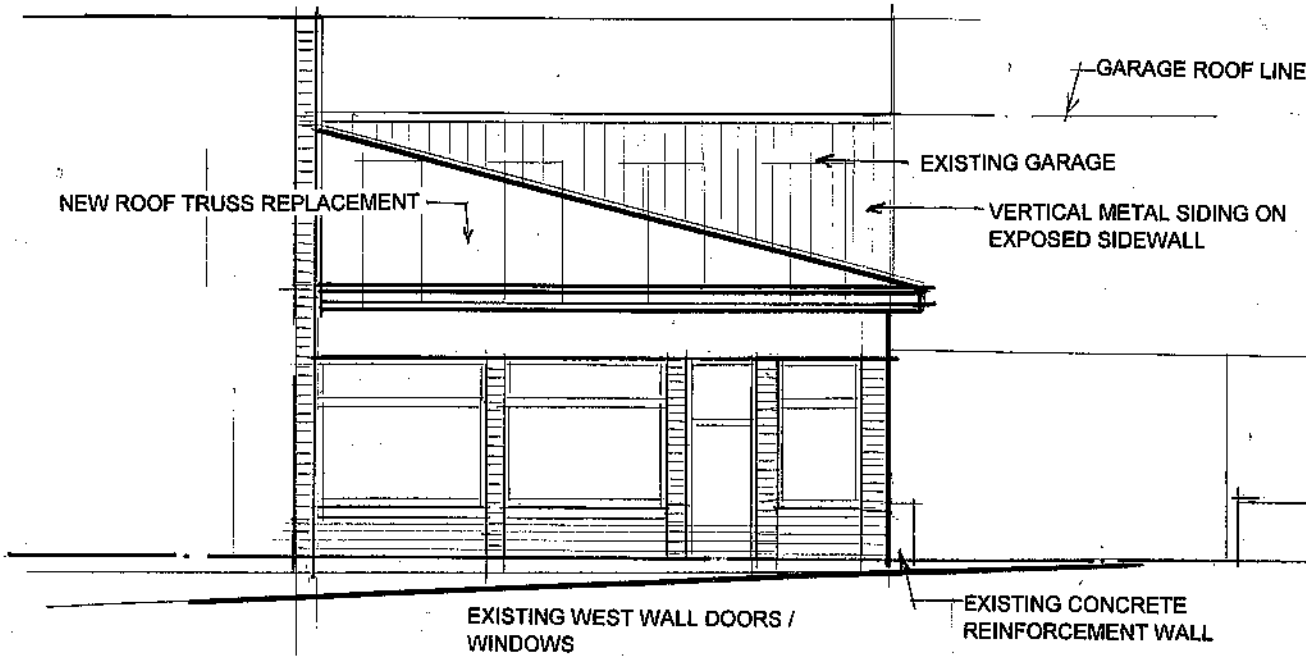 GARAGE ROOF LINE
EXISTING GARAGE
NEW ROOF TRUSS REPLACEMENT
VERTICAL METAL SIDING ON
EXPOSED SIDEWALL
EXISTING WEST WALL DOORS /
WINDOWS
EXISTING CONCRETE
REINFORCEMENT WALL